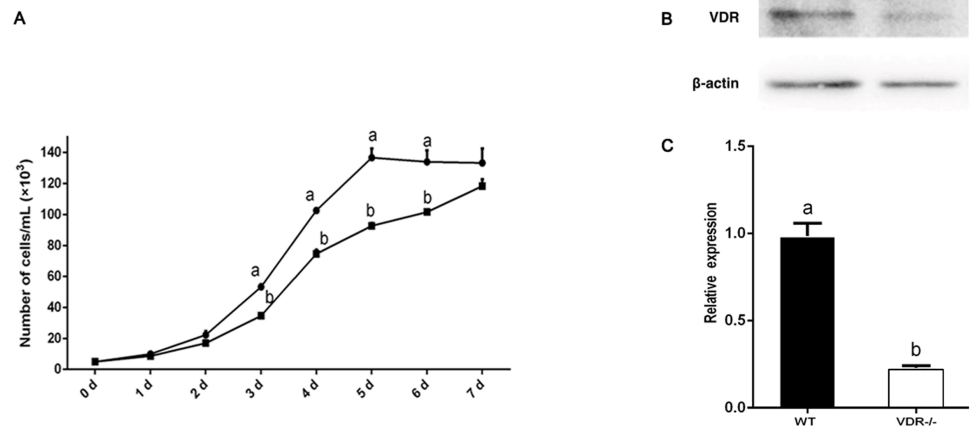 A
Number of cells/mL (×10³)
140
120
100
80
60
40
20
0
a
a
a
a
b
b
b
b
0 d
1 d
2 d
3 d
4 d
5 d
6 d
7 d
B
VDR
β-actin
C
Relative expression
1.5
1.0
0.5
0.0
a
b
WT
VDR-/-